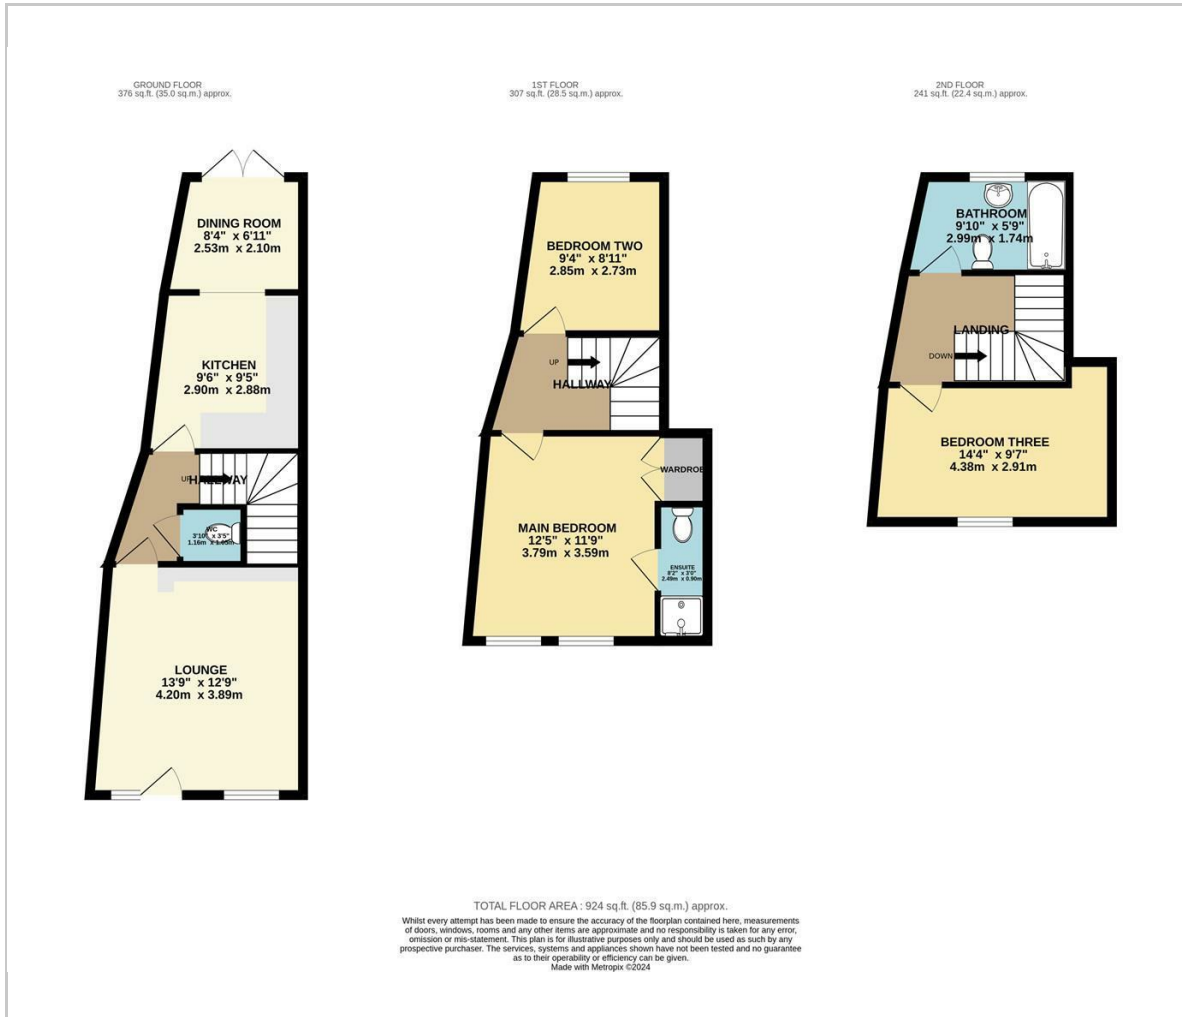 GROUND FLOOR
376 sq.ft. (35.0 sq.m.) approx.
DINING ROOM
8'4" x 6'11"
2.53m x 2.10m
KITCHEN
9'6" x 9'5"
2.90m x 2.88m
UP
HALLWAY
WC
3'10" x 3'5"
1.16m x 1.05m
LOUNGE
13'9" x 12'9"
4.20m x 3.89m
1ST FLOOR
307 sq.ft. (28.5 sq.m.) approx.
BEDROOM TWO
9'4" x 8'11"
2.85m x 2.73m
UP
HALLWAY
WARDROBE
MAIN BEDROOM
12'5" x 11'9"
3.79m x 3.59m
ENSUITE
8'2" x 3'0"
2.49m x 0.90m
2ND FLOOR
241 sq.ft. (22.4 sq.m.) approx.
BATHROOM
9'10" x 5'9"
2.99m x 1.74m
LANDING
DOWN
BEDROOM THREE
14'4" x 9'7"
4.38m x 2.91m
TOTAL FLOOR AREA : 924 sq.ft. (85.9 sq.m.) approx.
Whilst every attempt has been made to ensure the accuracy of the floorplan contained here, measurements
of doors, windows, rooms and any other items are approximate and no responsibility is taken for any error,
omission or mis-statement. This plan is for illustrative purposes only and should be used as such by any
prospective purchaser. The services, systems and appliances shown have not been tested and no guarantee
as to their operability or efficiency can be given.
Made with Metropix ©2024